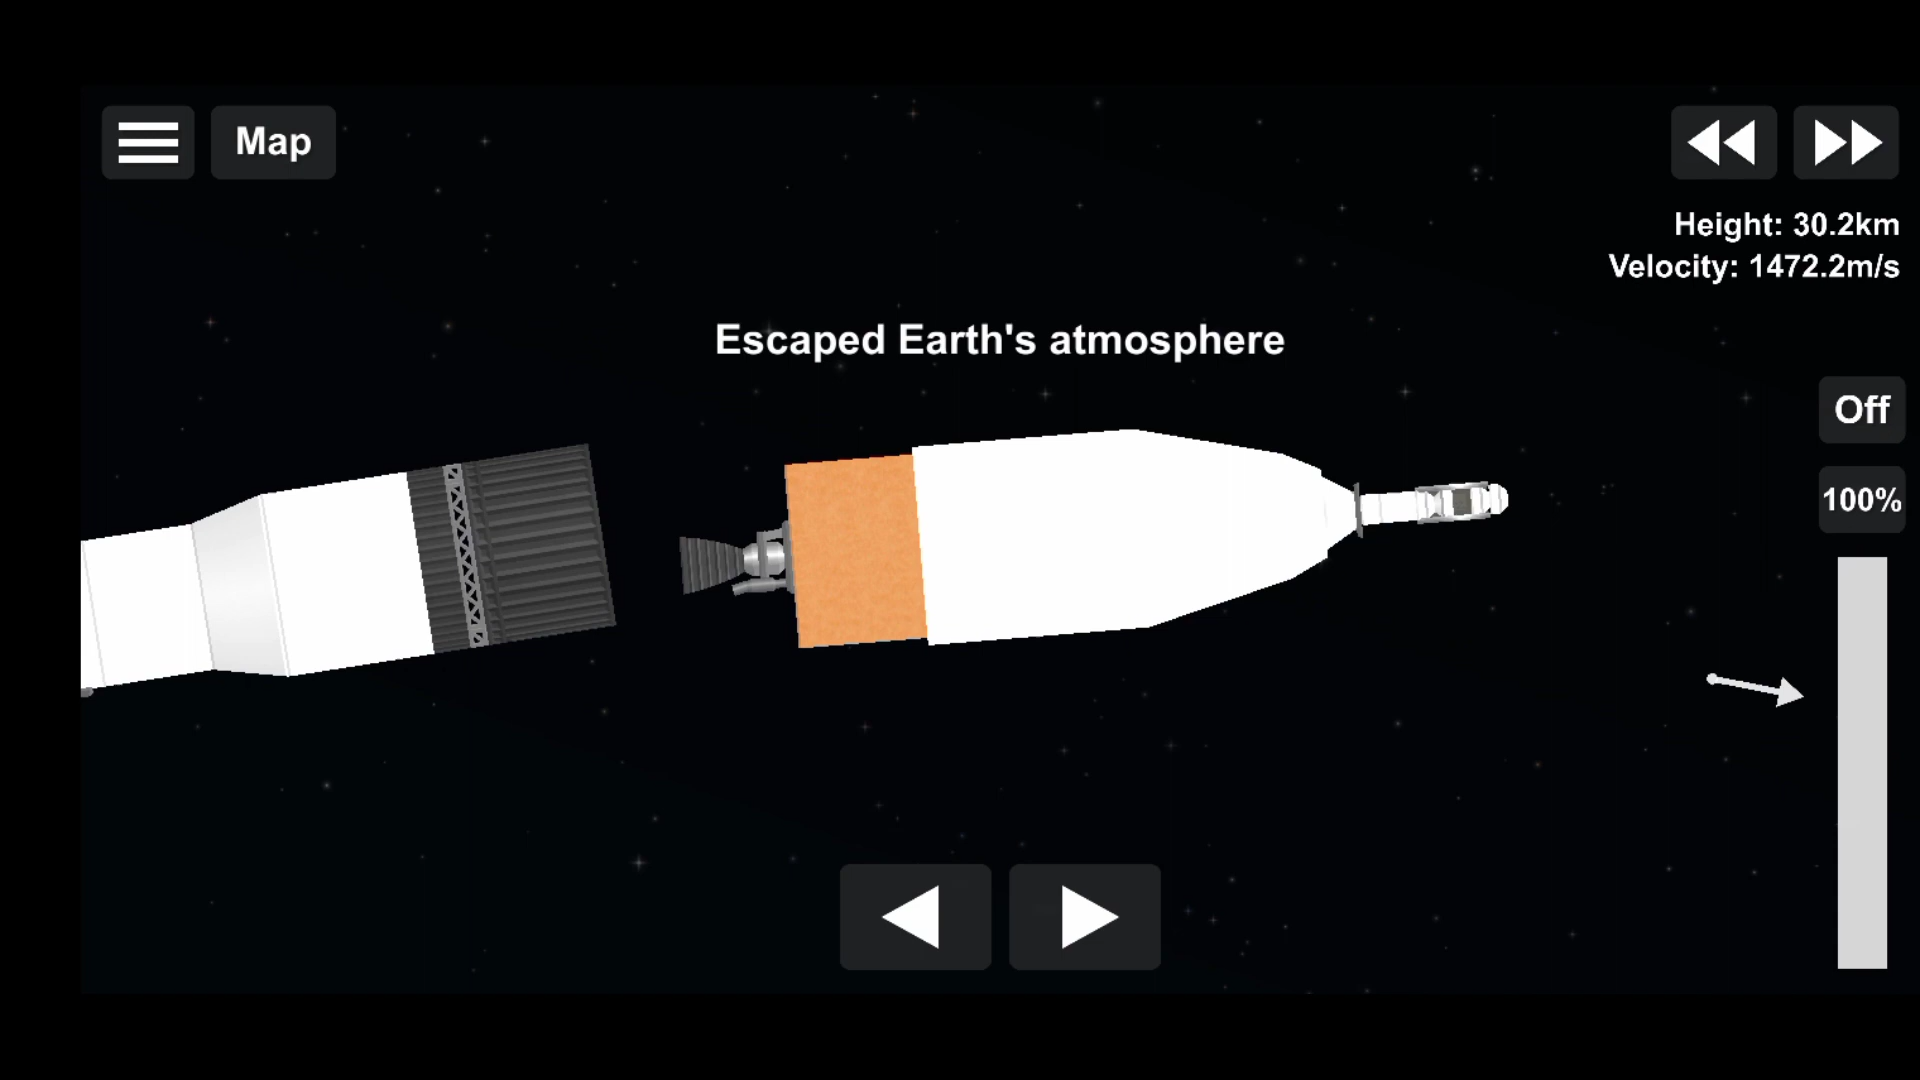 Map
Height: 30.2km
Velocity: 1472.2m/s
Escaped Earth's atmosphere
Off
100%